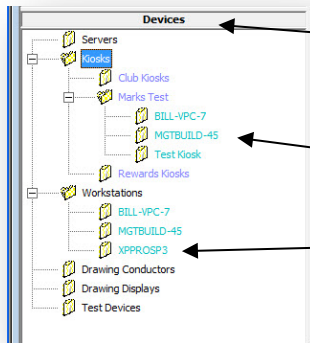 Devices
Servers
Kiosks
Club Kiosks
Marks Test
BILL-VPC-7
MGTBUILD-45
Test Kiosk
Rewards Kiosks
Workstations
BILL-VPC-7
MGTBUILD-45
XPPROSP3
Drawing Conductors
Drawing Displays
Test Devices